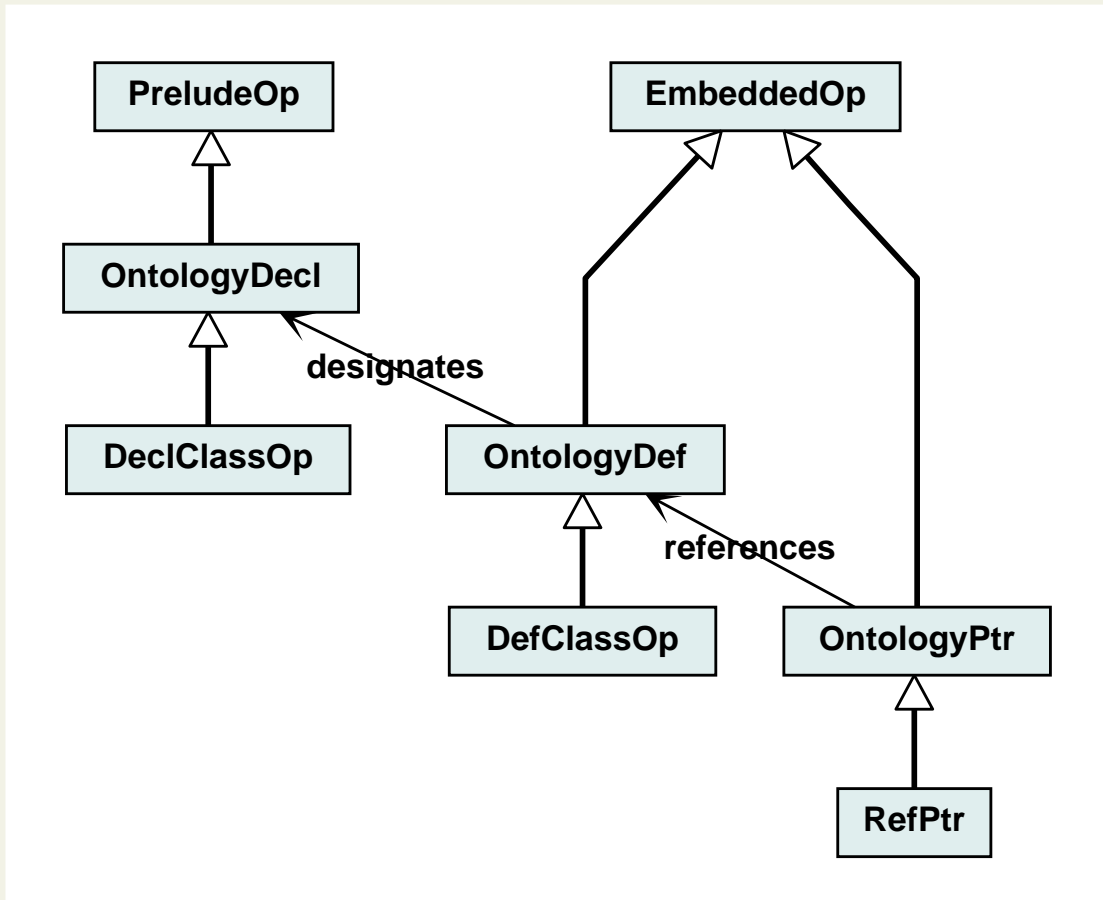 PreludeOp
EmbeddedOp
OntologyDecl
designates
DeclClassOp
OntologyDef
references
DefClassOp
OntologyPtr
RefPtr